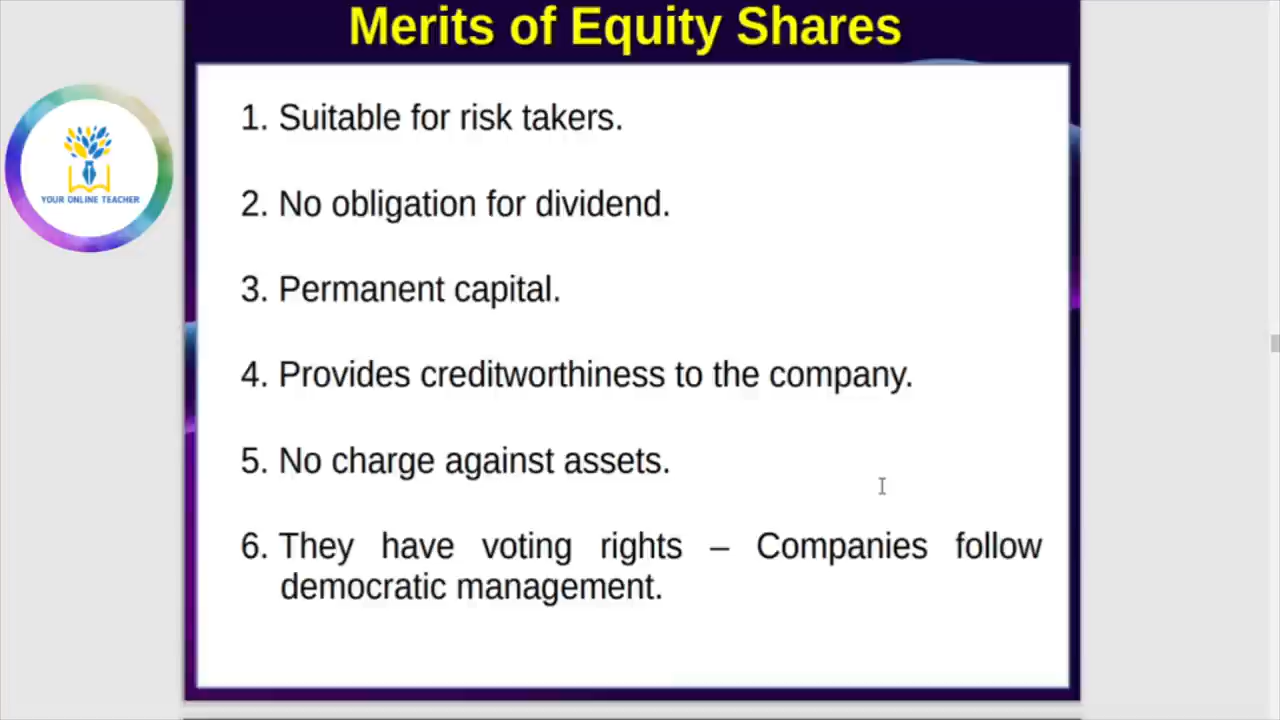 Merits of Equity Shares
YOUR ONLINE TEACHER
1. Suitable for risk takers.
2. No obligation for dividend.
3. Permanent capital.
4. Provides creditworthiness to the company.
5. No charge against assets.
6. They have voting rights – Companies follow
democratic management.